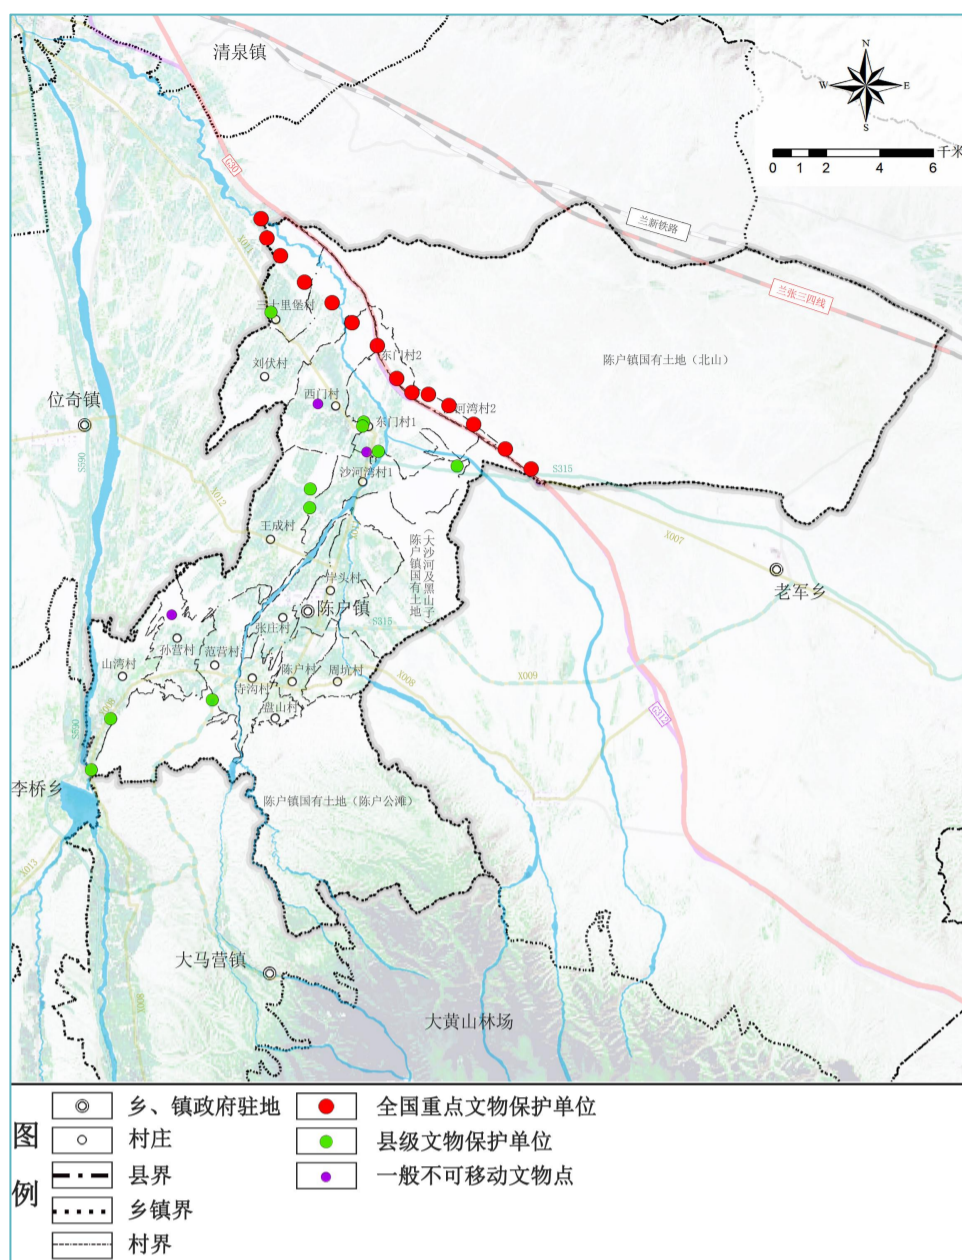 清泉镇
N
W
E
S
千米
0 1 2 4 6
G30
兰新铁路
兰张三四线
陈户镇国有土地（北山）
二十里堡村
东门村2
刘伏村
西门村
河湾村2
位奇镇
东门村1
S590
沙河湾村1
S315
X012
X007
王成村
陈户镇国有土地
（大沙河及黑山子）
老军乡
岸头村
陈户镇
张庄村
S315
孙营村
范营村
山湾村
寺沟村
陈户村
周坑村
X008
X009
盘山村
G312
S590
李桥乡
陈户镇国有土地（陈户公滩）
X013
大马营镇
大黄山林场
图例
乡、镇政府驻地
村庄
县界
乡镇界
村界
全国重点文物保护单位
县级文物保护单位
一般不可移动文物点